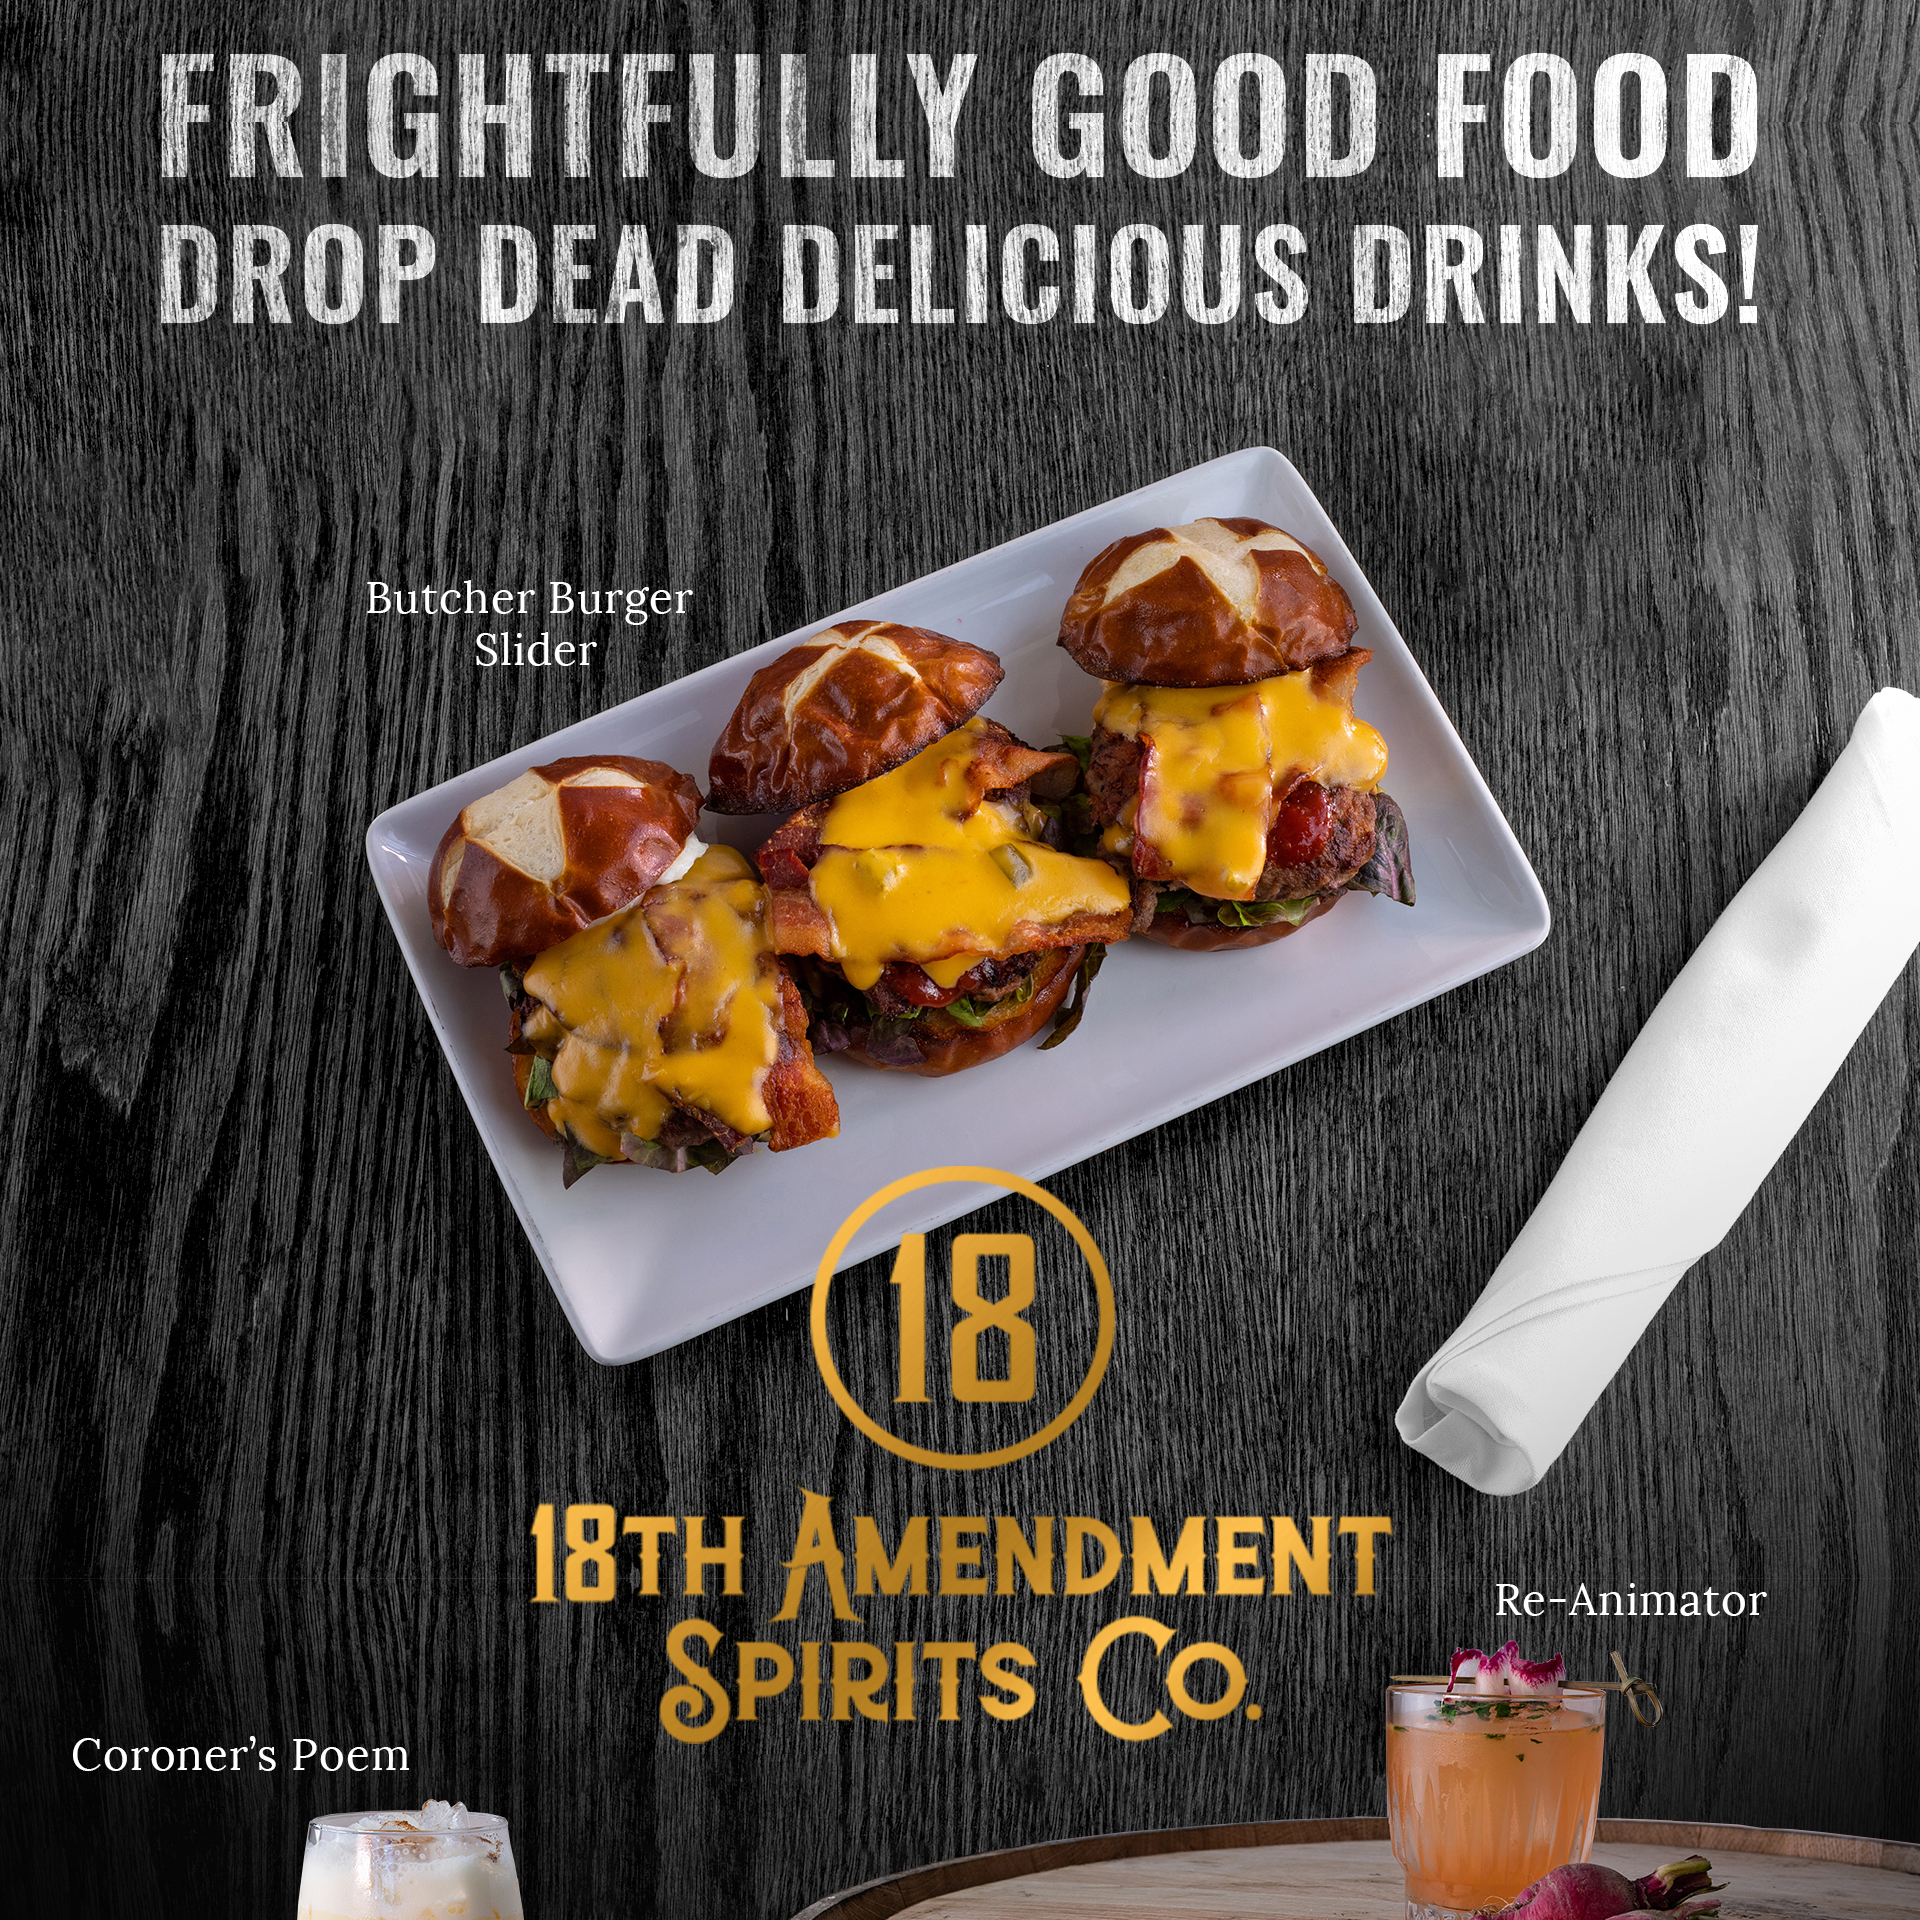 FRIGHTFULLY GOOD FOOD
DROP DEAD DELICIOUS DRINKS!
Butcher Burger
Slider
18
18TH AMENDMENT
SPIRITS CO.
Re-Animator
Coroner's Poem